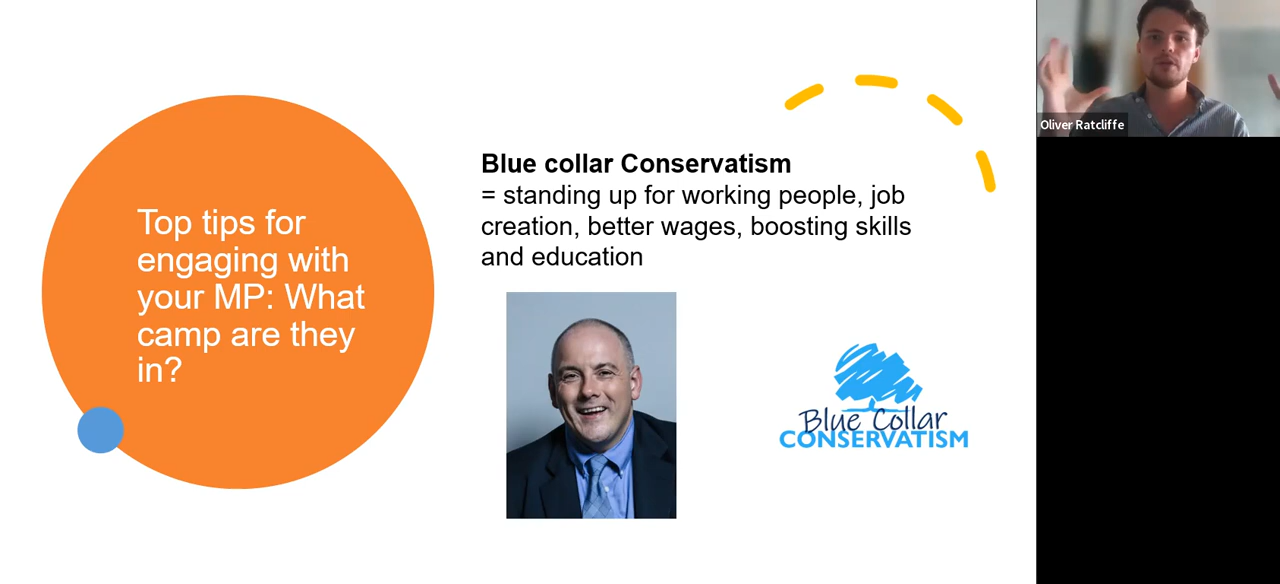 Top tips for
engaging with
your MP: What
camp are they
in?
Blue collar Conservatism
= standing up for working people, job
creation, better wages, boosting skills
and education
Blue Collar
CONSERVATISM
Oliver Ratcliffe